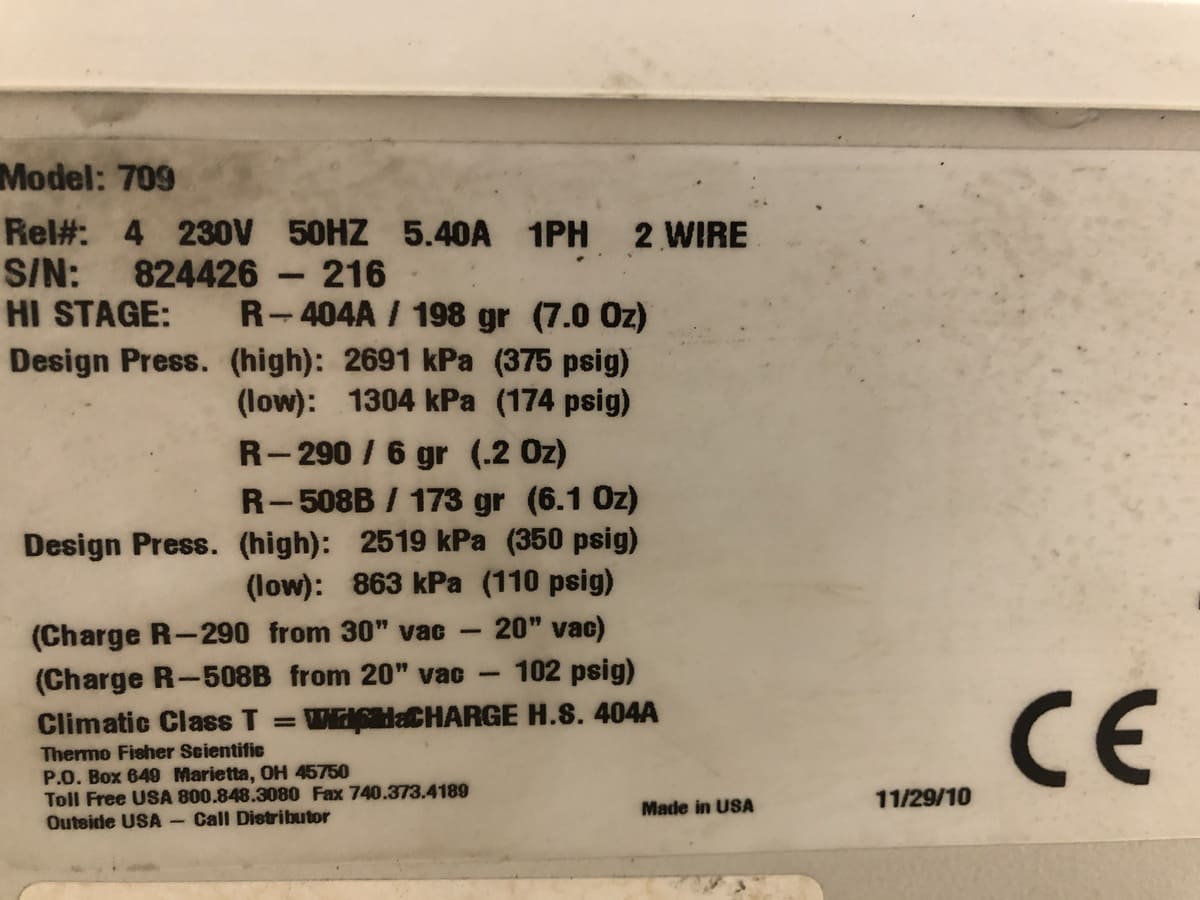 Model: 709
Rel#: 4 230V 50HZ 5.40A 1PH 2 WIRE
S/N: 824426 – 216
HI STAGE: R–404A / 198 gr (7.0 Oz)
Design Press. (high): 2691 kPa (375 psig)
(low): 1304 kPa (174 psig)
R–290 / 6 gr (.2 Oz)
R–508B / 173 gr (6.1 Oz)
Design Press. (high): 2519 kPa (350 psig)
(low): 863 kPa (110 psig)
(Charge R–290 from 30" vac – 20" vac)
(Charge R–508B from 20" vac – 102 psig)
Climatic Class T = CHARGE H.S. 404A
Thermo Fisher Scientific
P.O. Box 649 Marietta, OH 45750
Toll Free USA 800.848.3080 Fax 740.373.4189
Outside USA – Call Distributor
Made in USA
11/29/10
CE